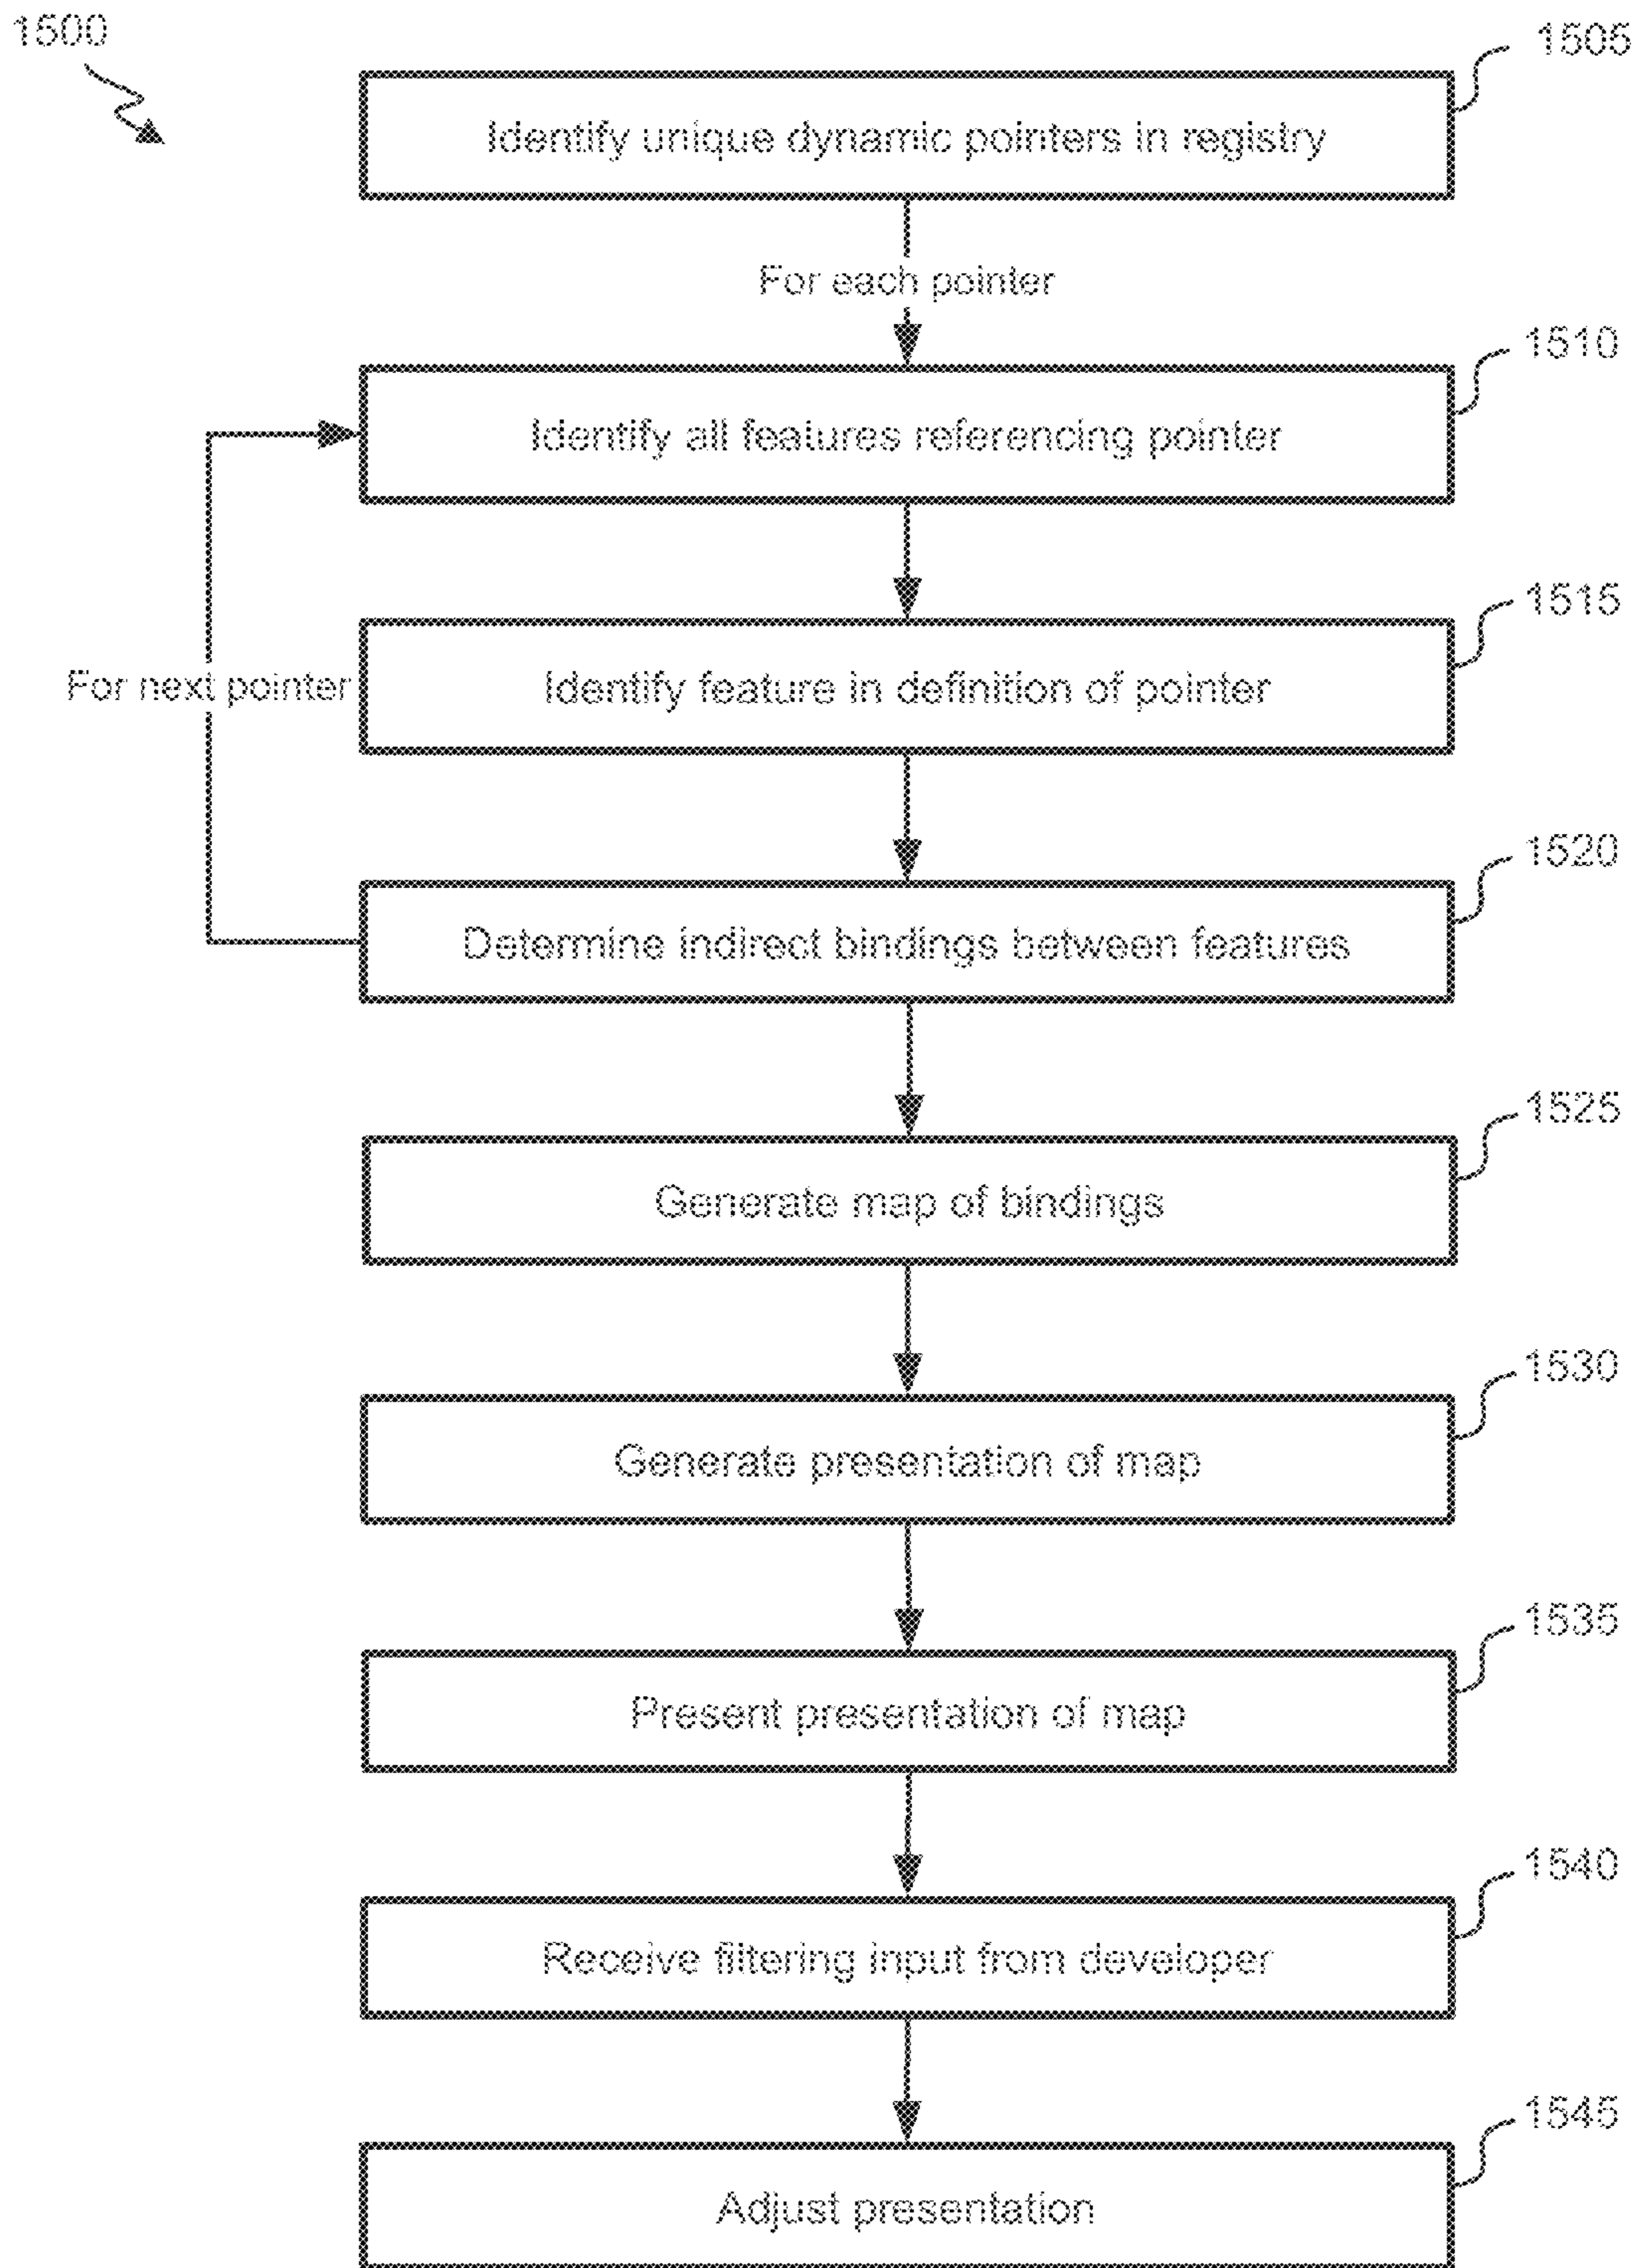 1500
1505
Identify unique dynamic pointers in registry
For each pointer
1510
Identify all features referencing pointer
1515
For next pointer
Identify feature in definition of pointer
1520
Determine indirect bindings between features
1525
Generate map of bindings
1530
Generate presentation of map
1535
Present presentation of map
1540
Receive filtering input from developer
1545
Adjust presentation